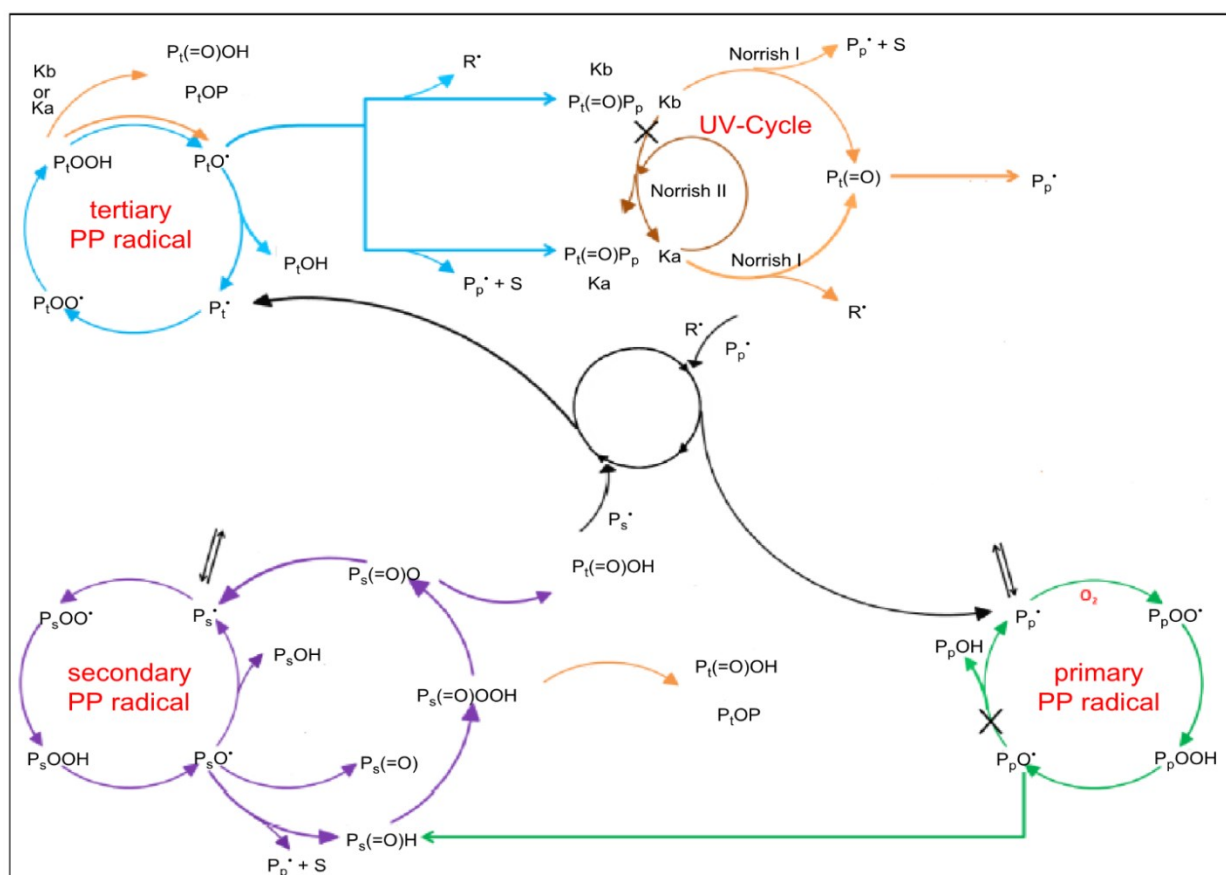 Pt(=O)OH
Kb
or
Ka
PtOP
PtOOH
PtO•
tertiary
PP radical
PtOH
PtOO•
Pt•
R•
Kb
Pt(=O)Pp
Kb
Norrish I
Pp• + S
UV-Cycle
Norrish II
Pt(=O)
Pp•
Pt(=O)Pp
Ka
Ka
Norrish I
Pp• + S
R•
R•
Pp•
Ps•
Pt(=O)OH
Ps(=O)O
PsOO•
Ps•
PsOH
secondary
PP radical
Ps(=O)OOH
PsOOH
PsO•
Ps(=O)
Ps(=O)H
Pp• + S
Pt(=O)OH
PtOP
Pp•
O2
PpOO•
PpOH
primary
PP radical
PpO•
PpOOH